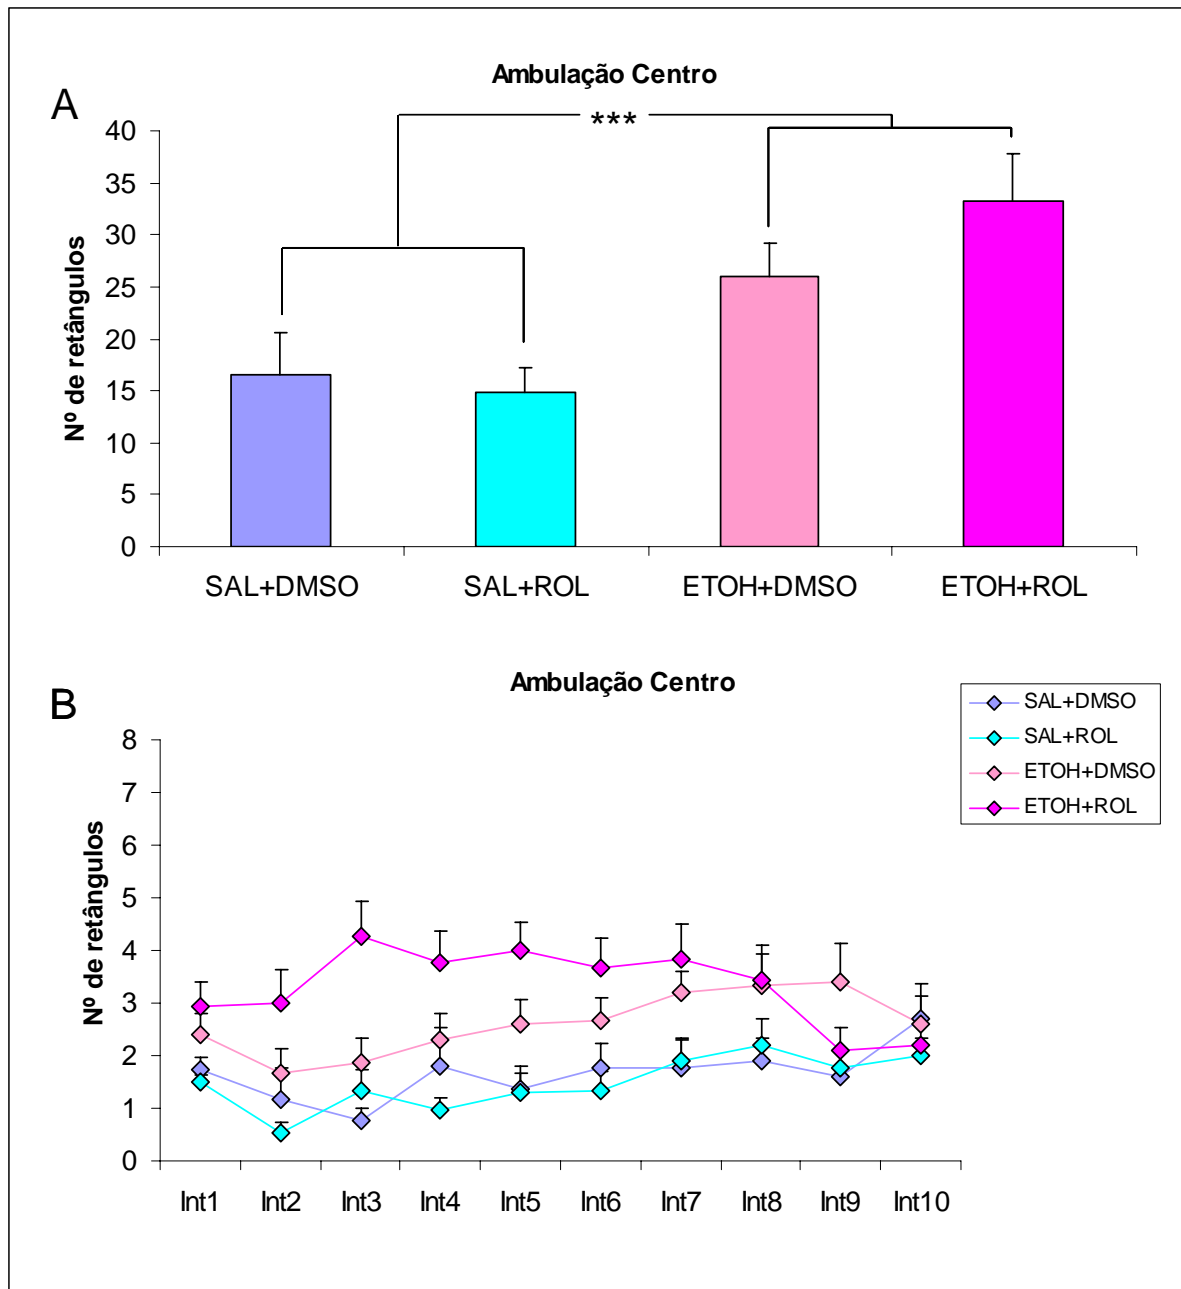 Ambulação Centro
A
***
40
35
30
25
20
15
10
5
0
Nº de retângulos
SAL+DMSO SAL+ROL ETOH+DMSO ETOH+ROL
Ambulação Centro
B
SAL+DMSO
SAL+ROL
ETOH+DMSO
ETOH+ROL
8
7
6
5
4
3
2
1
0
Nº de retângulos
Int1 Int2 Int3 Int4 Int5 Int6 Int7 Int8 Int9 Int10